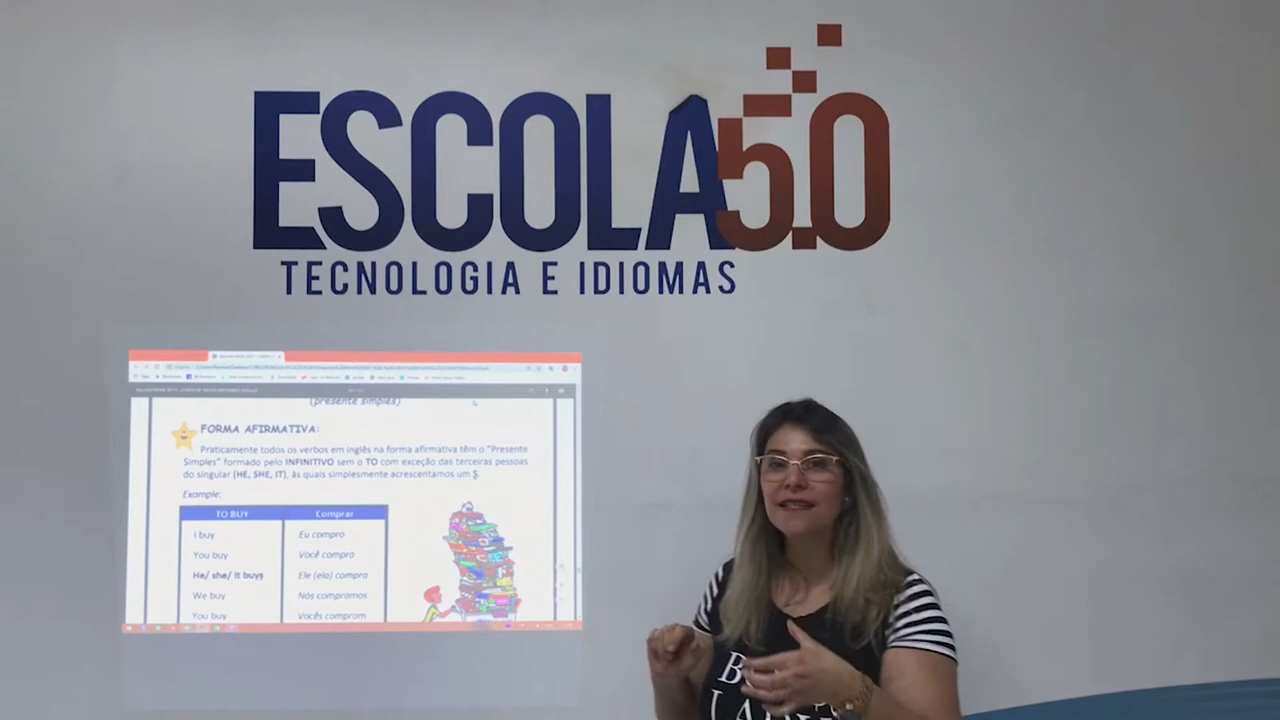 ESCOLA 5.0
TECNOLOGIA E IDIOMAS
(presente simples)
FORMA AFIRMATIVA:
Praticamente todos os verbos em inglês na forma afirmativa têm o "Presente
Simples" formado pelo INFINITIVO sem o TO com exceção das terceiras pessoas
do singular (HE, SHE, IT), às quais simplesmente acrescentamos um S.
Example:
TO BUY Comprar
I buy Eu compro
You buy Você compra
He/ she/ it buys Ele (ela) compra
We buy Nós compramos
You buy Vocês compram